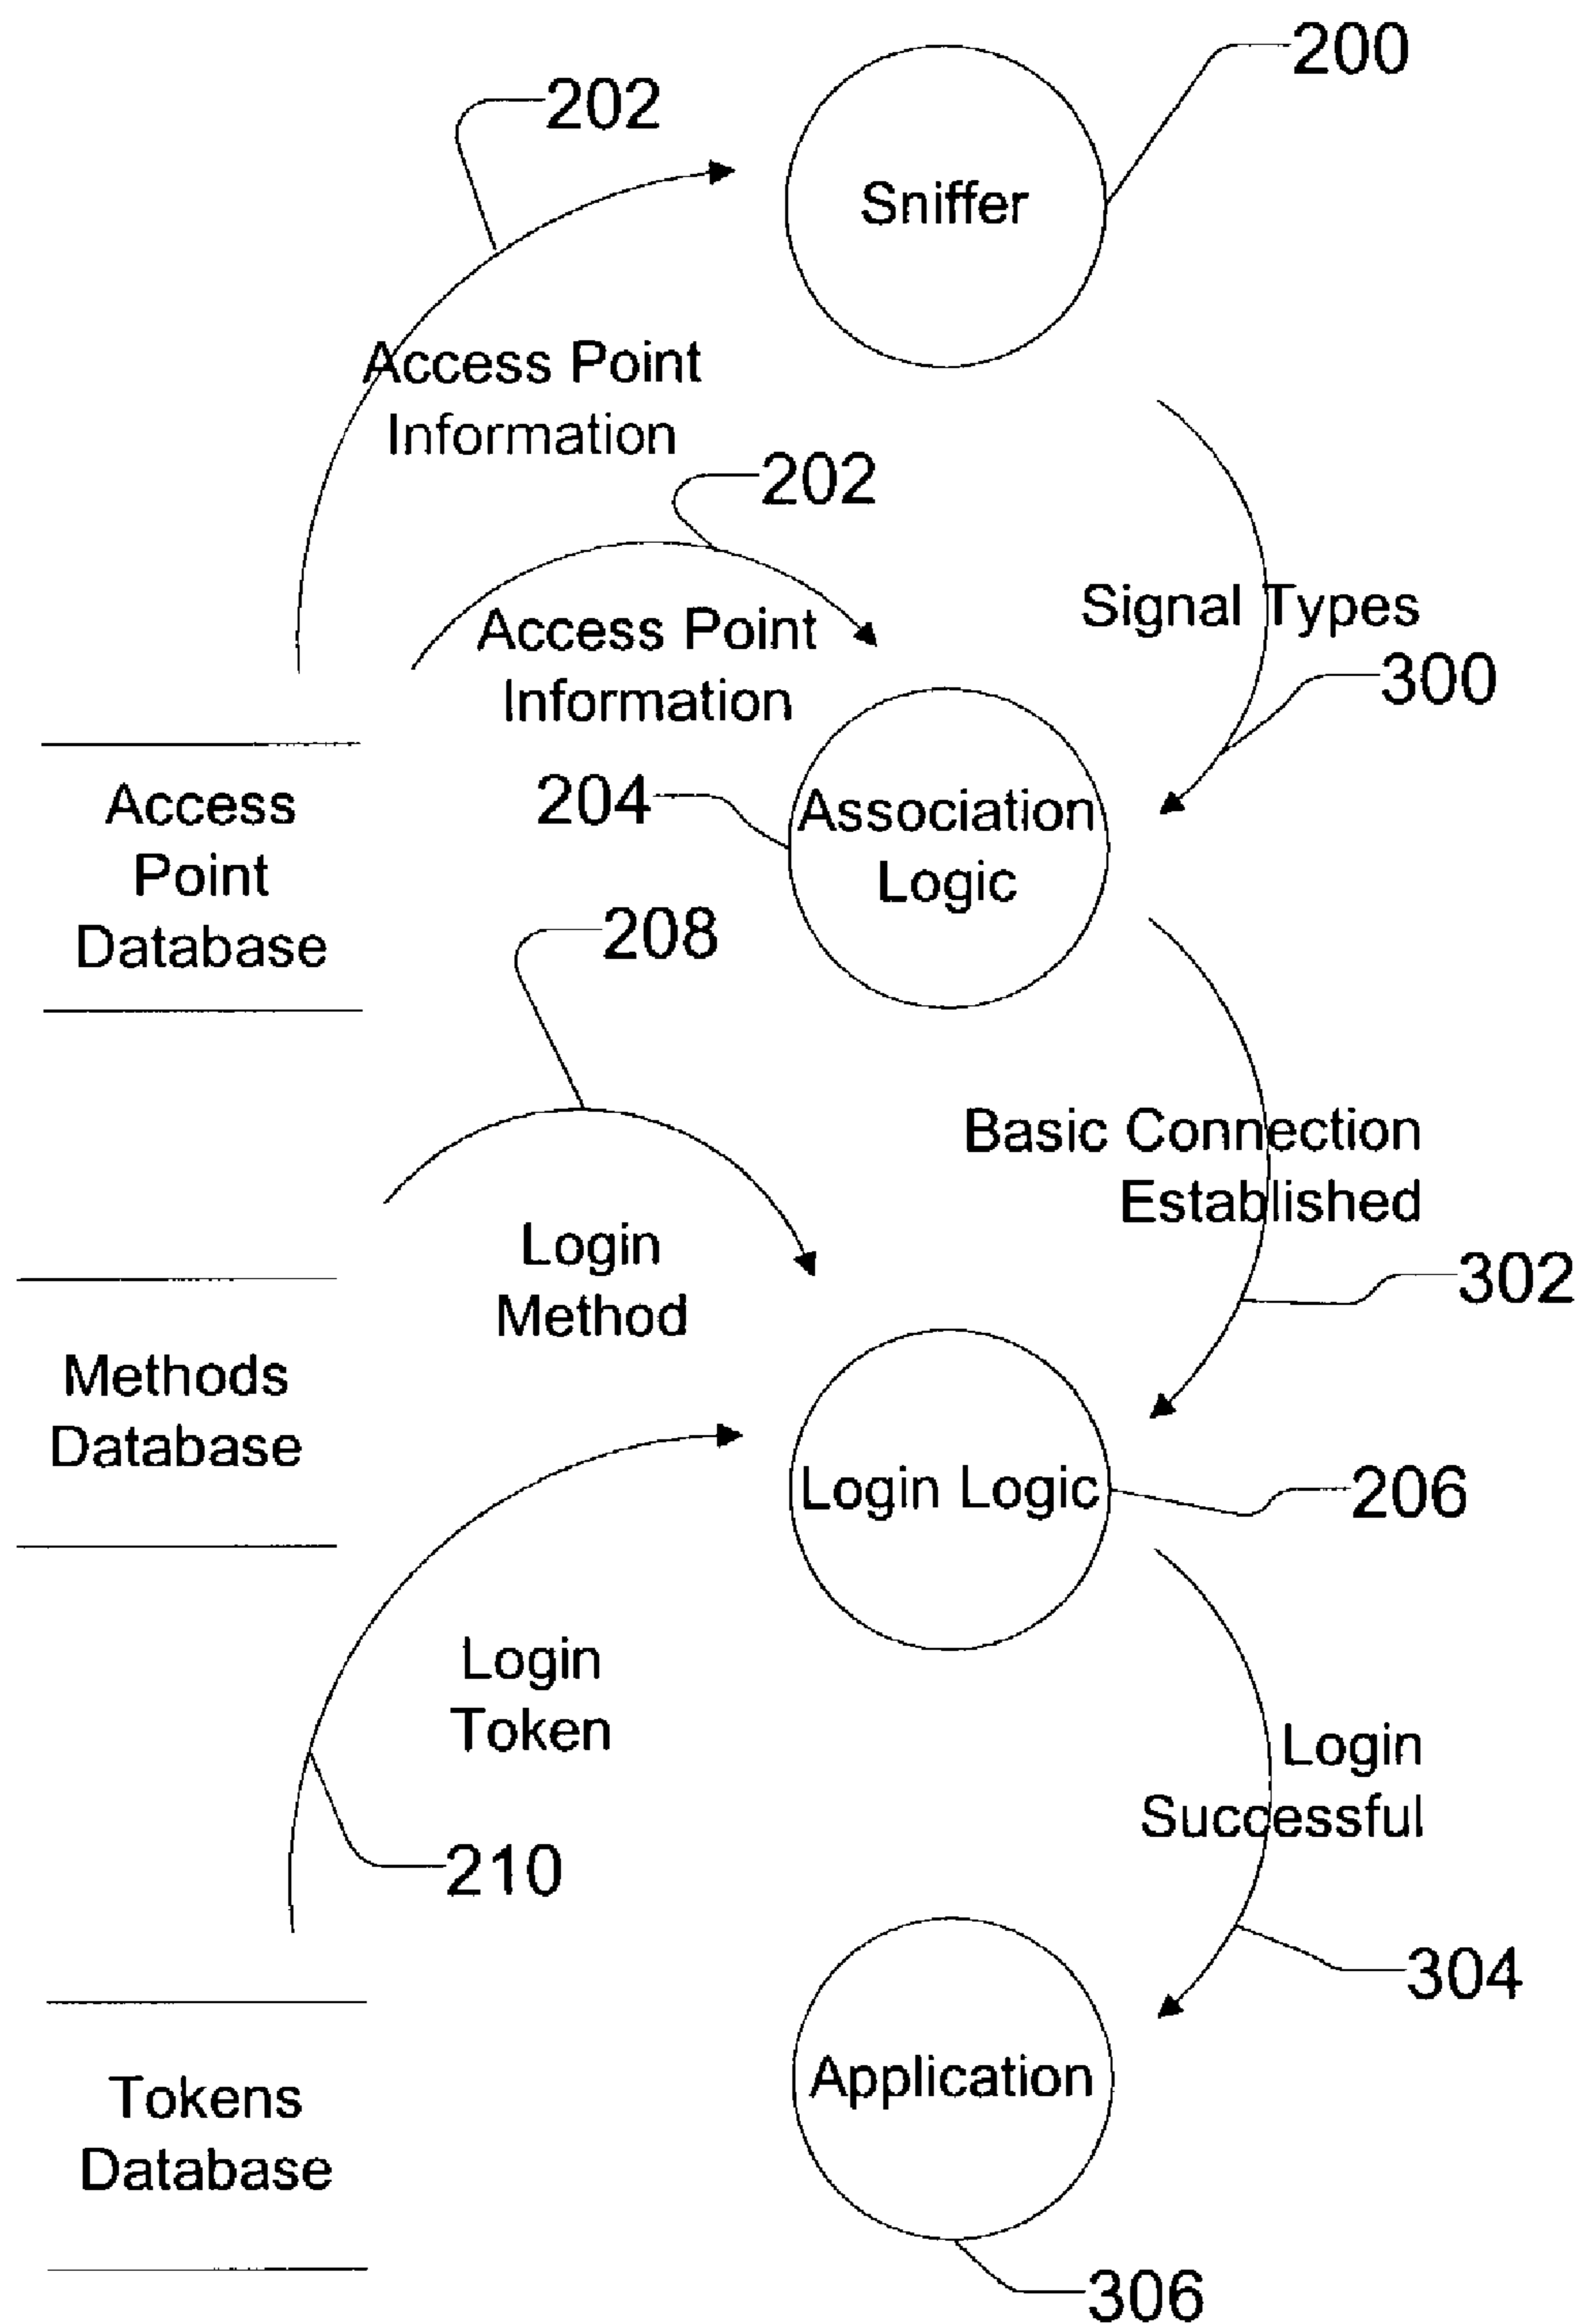 200
202
Sniffer
Access Point
Information
202
Signal Types
Access Point
Information
300
Access
Point
Database
204
Association
Logic
208
Basic Connection
Established
Login
Method
302
Methods
Database
Login Logic
206
Login
Token
Login
Successful
210
304
Tokens
Database
Application
306